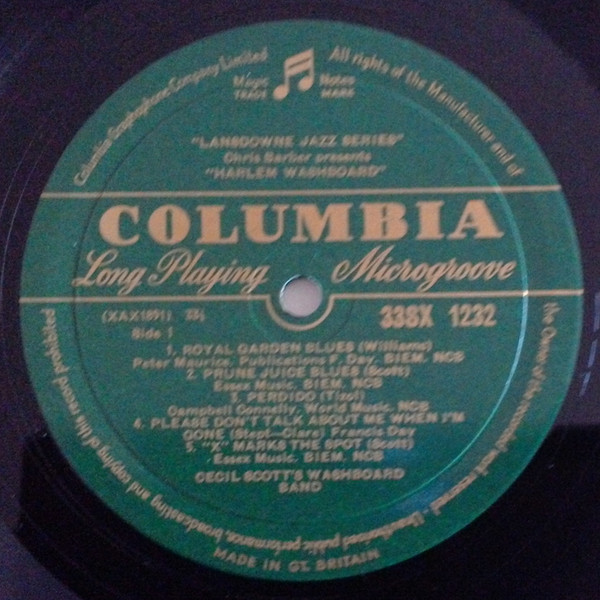 Columbia Graphophone Company Limited
Magic Notes
TRADE MARK
All rights of the Manufacturer and of
the Owner of the recorded work reserved - Unauthorised public performance, broadcasting and copying of this record prohibited
"LANSDOWNE JAZZ SERIES"
Chris Barber presents
"HARLEM WASHBOARD"
COLUMBIA
Long Playing Microgroove
(XAX1891) 33⅓
33SX 1232
Side 1
1. ROYAL GARDEN BLUES (Williams)
Peter Maurice, Publications F. Day. BIEM. NCB
2. PRUNE JUICE BLUES (Scott)
Essex Music. BIEM. NCB
3. PERDIDO (Tizol)
Campbell Connelly, World Music. NCB
4. PLEASE DON'T TALK ABOUT ME WHEN I'M
GONE (Stept—Clare) Francis Day
5. "X" MARKS THE SPOT (Scott)
Essex Music. BIEM. NCB
CECIL SCOTT'S WASHBOARD
BAND
MADE IN GT. BRITAIN